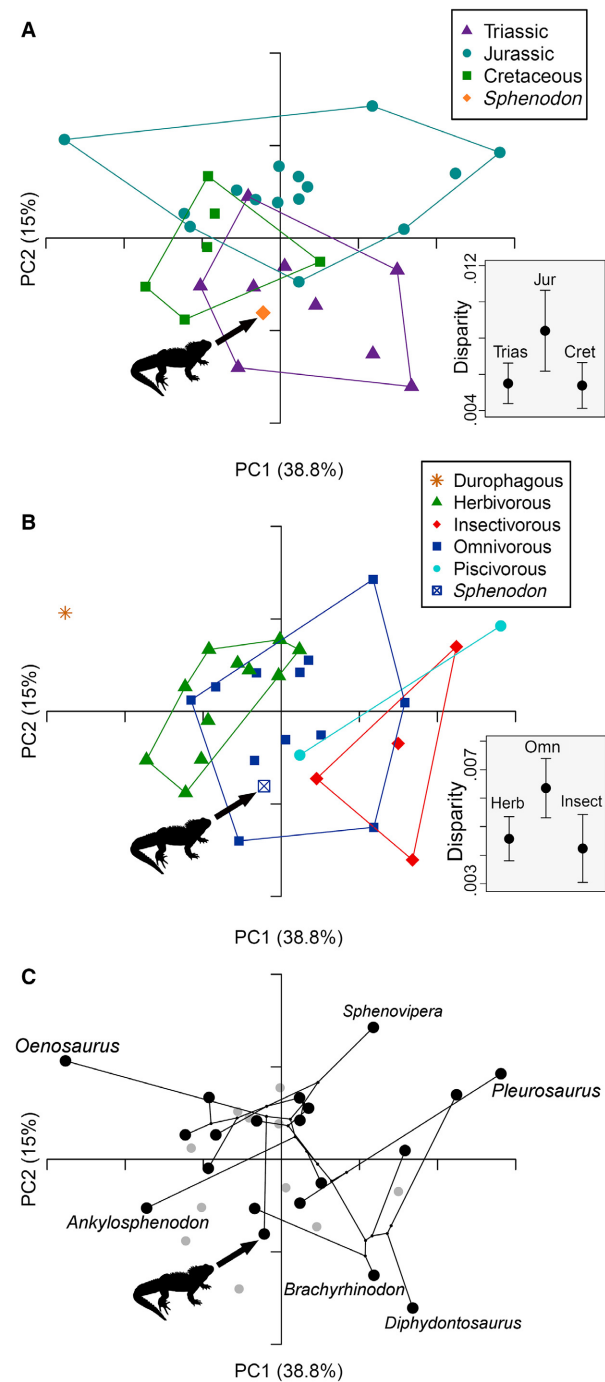 A
Triassic
Jurassic
Cretaceous
Sphenodon
PC2 (15%)
PC1 (38.8%)
Disparity
.012
.004
Jur
Trias
Cret
B
Durophagous
Herbivorous
Insectivorous
Omnivorous
Piscivorous
Sphenodon
PC2 (15%)
PC1 (38.8%)
Disparity
.007
.003
Omn
Herb
Insect
C
Sphenovipera
Oenosaurus
Pleurosaurus
PC2 (15%)
Ankylosphenodon
Brachyrhinodon
Diphydontosaurus
PC1 (38.8%)